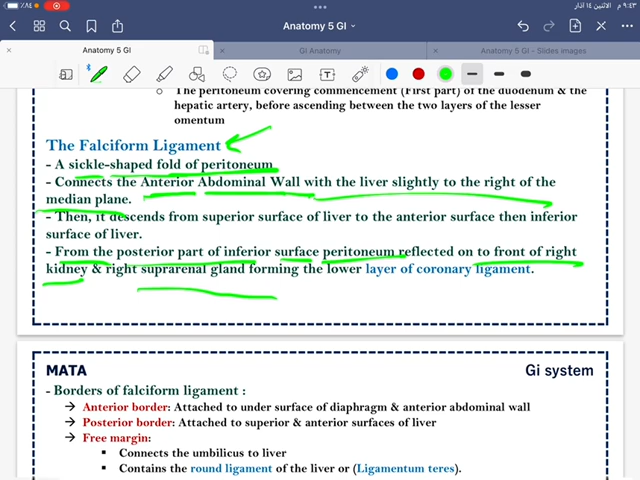 ٨٤٪
٩:٤٣ م الاثنين ١٤ آذار
Anatomy 5 GI
Anatomy 5 GI
GI Anatomy
Anatomy 5 GI - Slides images
The peritoneum covering commencement (First part) of the duodenum & the
hepatic artery, before ascending between the two layers of the lesser
omentum
The Falciform Ligament
- A sickle-shaped fold of peritoneum
- Connects the Anterior Abdominal Wall with the liver slightly to the right of the
median plane.
- Then, it descends from superior surface of liver to the anterior surface then inferior
surface of liver.
- From the posterior part of inferior surface peritoneum reflected on to front of right
kidney & right suprarenal gland forming the lower layer of coronary ligament.
MATA
Gi system
- Borders of falciform ligament :
→ Anterior border: Attached to under surface of diaphragm & anterior abdominal wall
→ Posterior border: Attached to superior & anterior surfaces of liver
→ Free margin:
▪ Connects the umbilicus to liver
▪ Contains the round ligament of the liver or (Ligamentum teres).